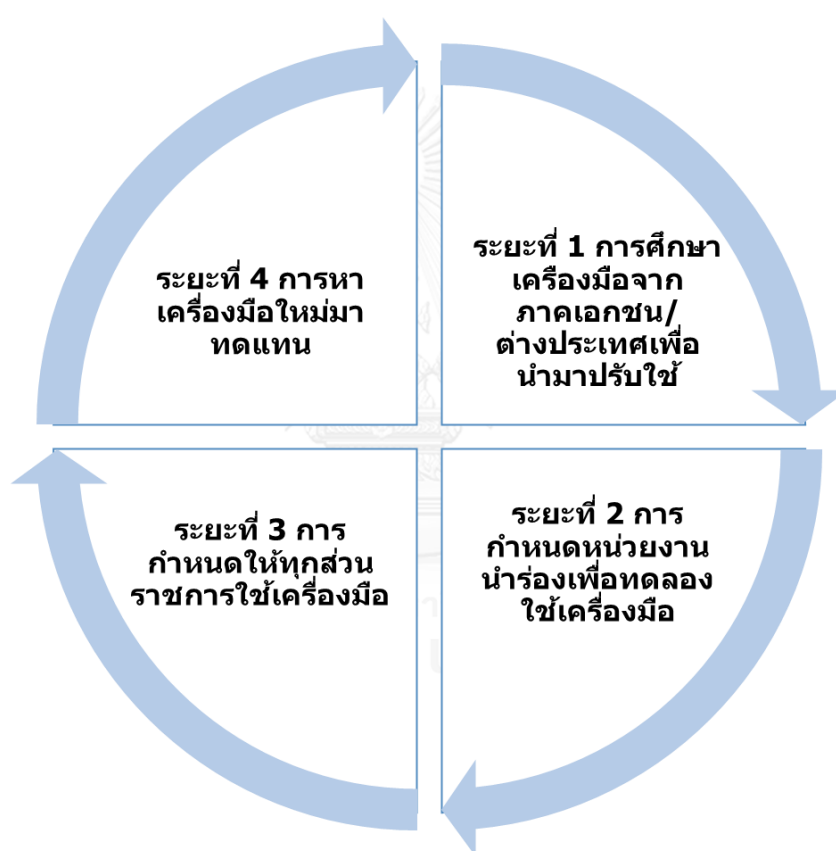 ระยะที่ 1 การศึกษา
เครืองมือจาก
ภาคเอกชน/
ต่างประเทศเพื่อ
นำมาปรับใช้
ระยะที่ 2 การ
กำหนดหน่วยงาน
นำร่องเพื่อทดลอง
ใช้เครื่องมือ
ระยะที่ 3 การ
กำหนดให้ทุกส่วน
ราชการใช้เครื่องมือ
ระยะที่ 4 การหา
เครื่องมือใหม่มา
ทดแทน